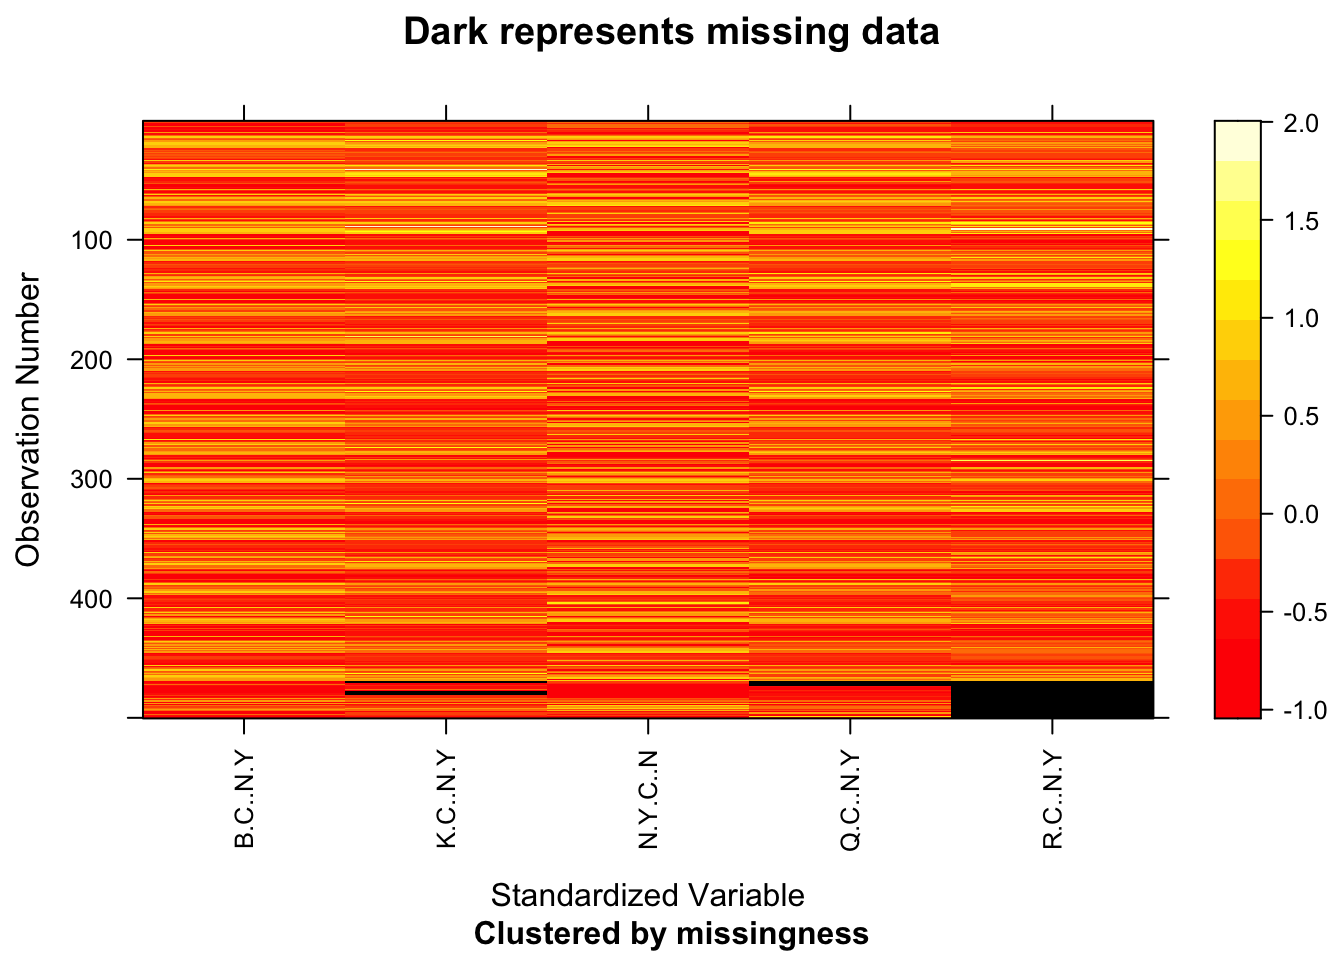 Dark represents missing data
Observation Number
100
200
300
400
2.0
1.5
1.0
0.5
0.0
-0.5
-1.0
B.C..N.Y
K.C..N.Y
N.Y.C..N
Q.C..N.Y
R.C..N.Y
Standardized Variable
Clustered by missingness